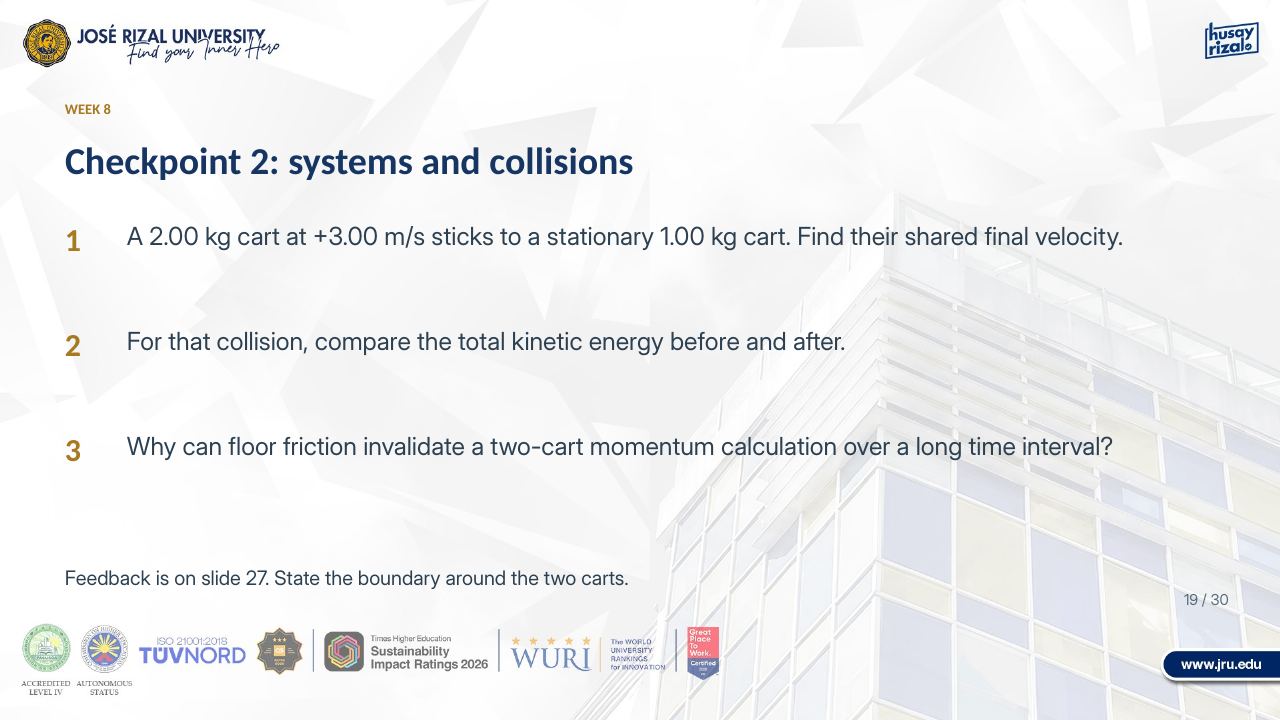 JOSÉ RIZAL UNIVERSITY
Find your Inner Hero
husay
rizal
WEEK 8
Checkpoint 2: systems and collisions
1 A 2.00 kg cart at +3.00 m/s sticks to a stationary 1.00 kg cart. Find their shared final velocity.
2 For that collision, compare the total kinetic energy before and after.
3 Why can floor friction invalidate a two-cart momentum calculation over a long time interval?
Feedback is on slide 27. State the boundary around the two carts.
19 / 30
ACCREDITED
LEVEL IV
AUTONOMOUS
STATUS
ISO 21001:2018
TÜVNORD
Times Higher Education
Sustainability
Impact Ratings 2026
WURI
The WORLD
UNIVERSITY
RANKINGS
for INNOVATION
Great
Place
To
Work.
Certified
www.jru.edu